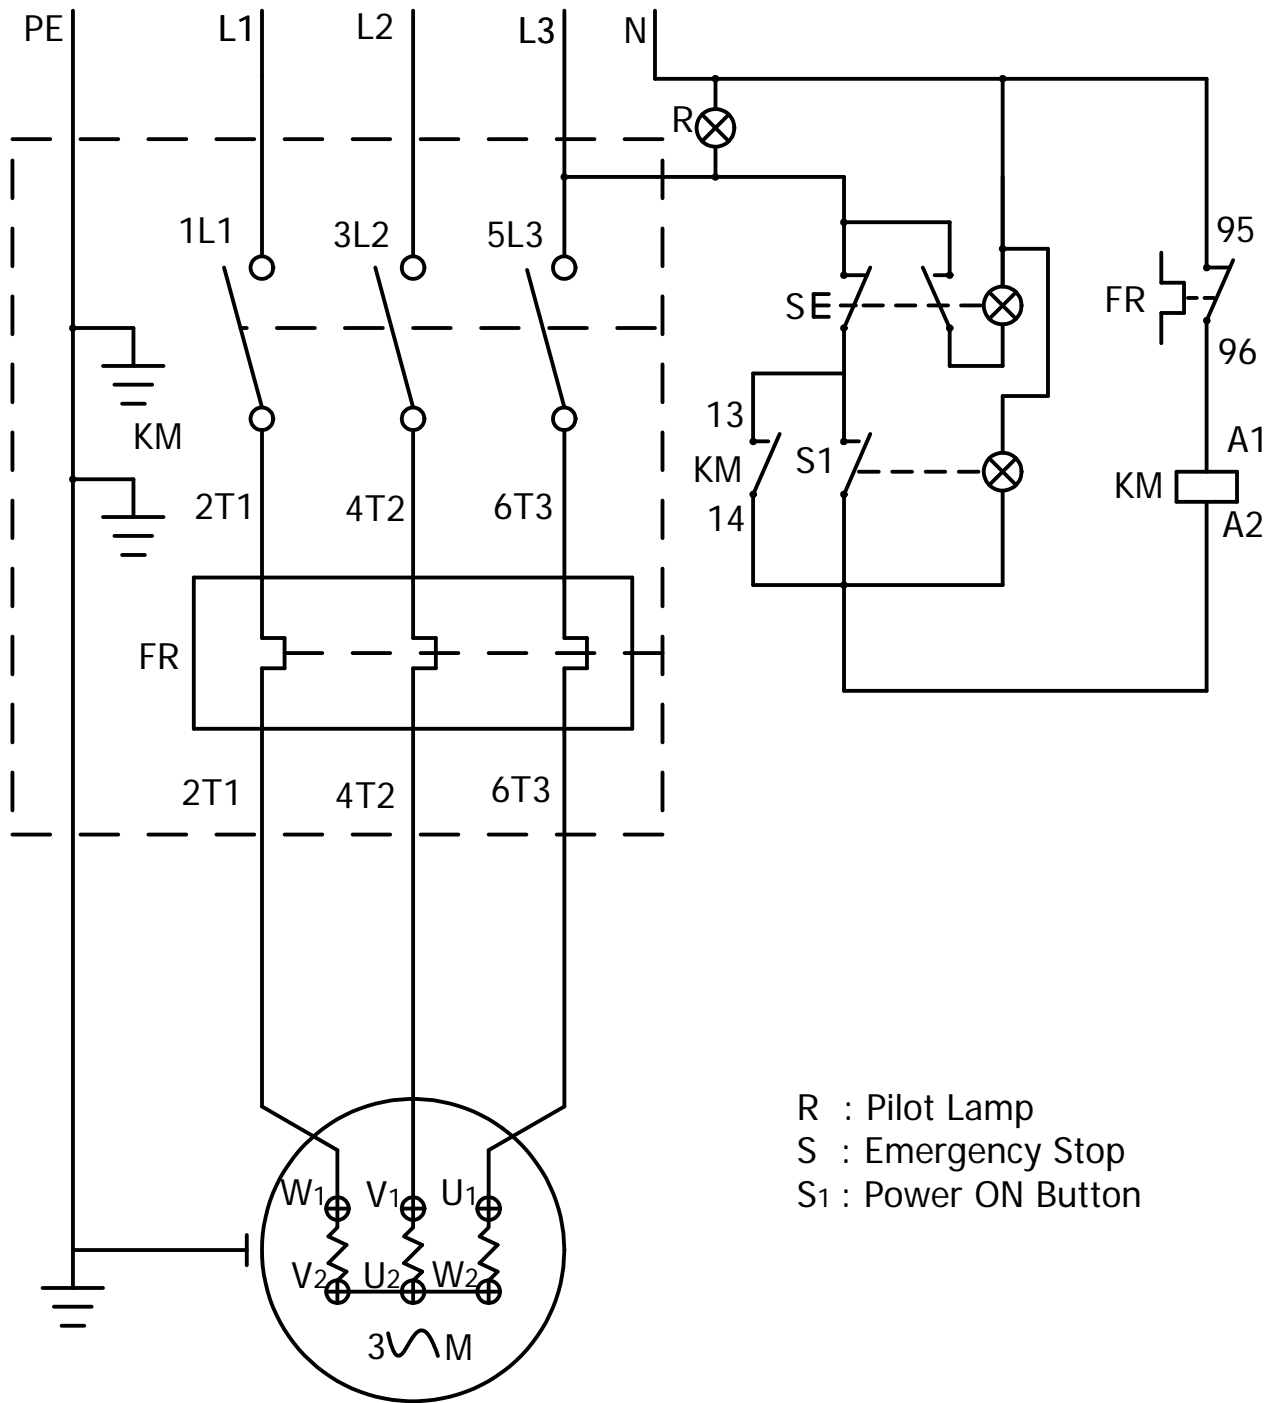 PE L1 L2 L3 N
R
1L1 3L2 5L3 95
SE FR
96
13
KM S1 A1
KM KM
14 A2
2T1 4T2 6T3
FR
2T1 4T2 6T3
R : Pilot Lamp
S : Emergency Stop
S1 : Power ON Button
W1 V1 U1
V2 U2 W2
3 M